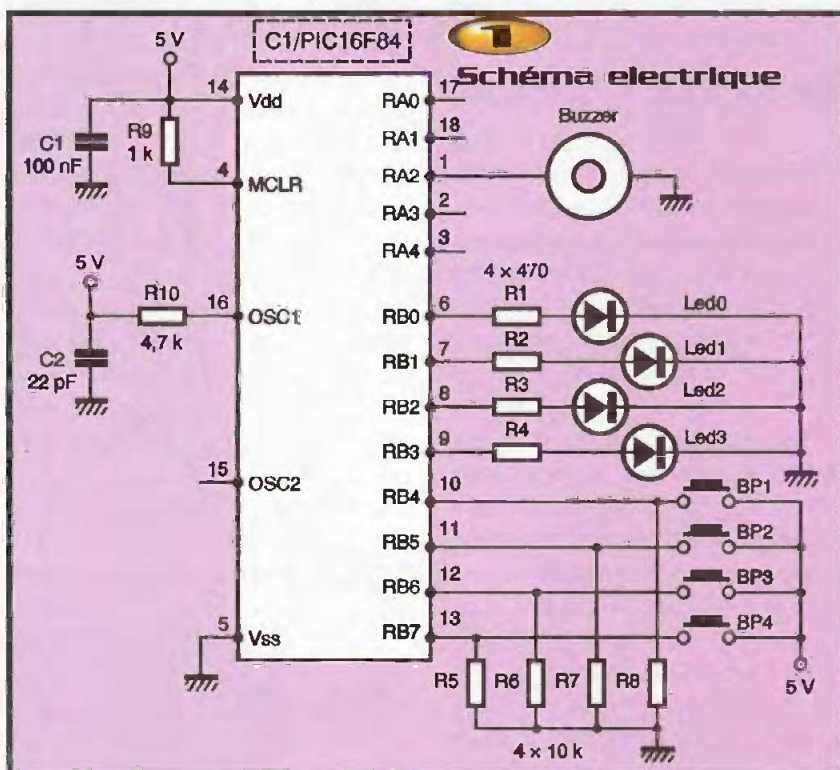 1
Schéma electrique
C1/PIC16F84
5 V
14
Vdd
C1
100 nF
R9
1 k
4
MCLR
5 V
R10
4,7 k
16
OSC1
C2
22 pF
15
OSC2
5
Vss
RA0
17
RA1
18
RA2
1
RA3
2
RA4
3
Buzzer
4 x 470
RB0
6
R1
Led0
RB1
7
R2
Led1
RB2
8
R3
Led2
RB3
9
R4
Led3
RB4
10
BP1
RB5
11
BP2
RB6
12
BP3
RB7
13
BP4
R5
R6
R7
R8
5 V
4 x 10 k